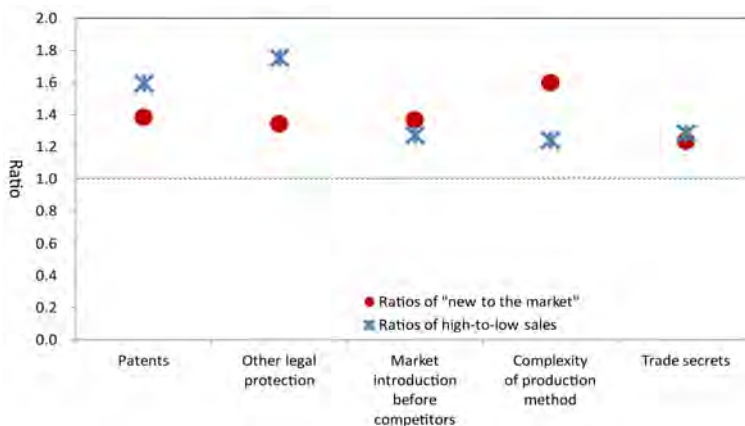 2.0
1.8
1.6
1.4
1.2
1.0
0.8
0.6
0.4
0.2
0.0
Ratio
Ratios of "new to the market"
Ratios of high-to-low sales
Patents
Other legal
protection
Market
introduction
before
competitors
Complexity
of production
method
Trade secrets